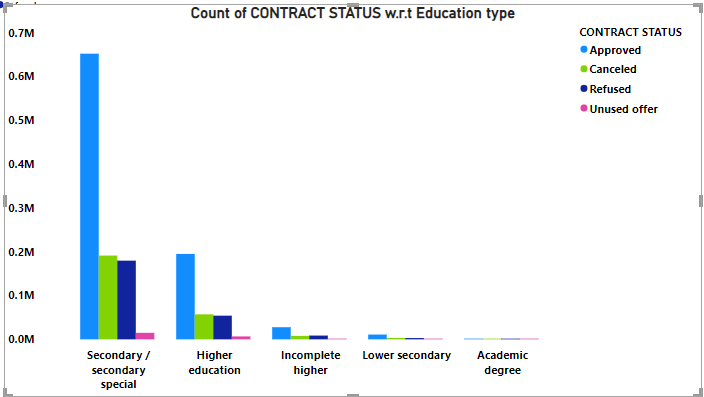 Count of CONTRACT STATUS w.r.t Education type
CONTRACT STATUS
Approved
Canceled
Refused
Unused offer
0.7M
0.6M
0.5M
0.4M
0.3M
0.2M
0.1M
0.0M
Secondary /
secondary
special
Higher
education
Incomplete
higher
Lower secondary
Academic
degree